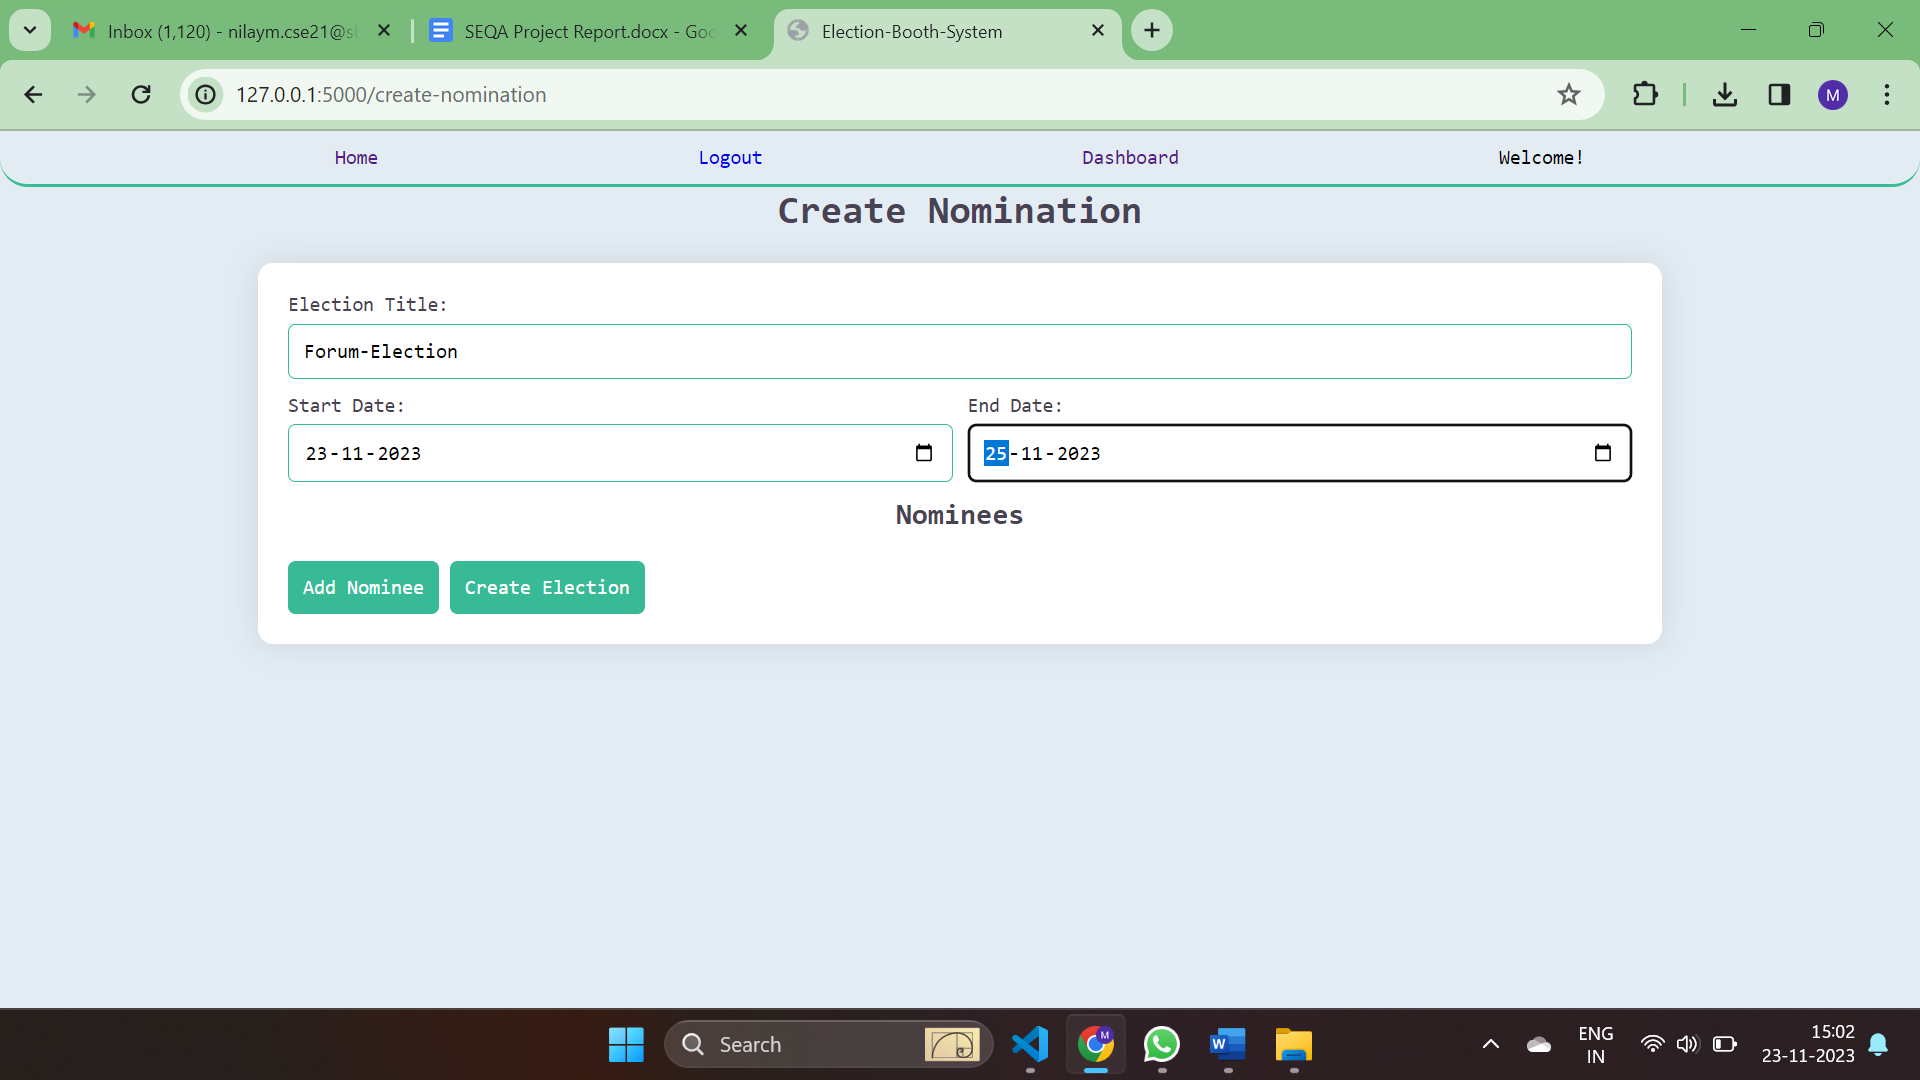 Inbox (1,120) - nilaym.cse21@sl
SEQA Project Report.docx - Goo
Election-Booth-System
127.0.0.1:5000/create-nomination
M
Home
Logout
Dashboard
Welcome!
Create Nomination
Election Title:
Forum-Election
Start Date:
End Date:
23-11-2023
25-11-2023
Nominees
Add Nominee
Create Election
Search
M
W
ENG
IN
15:02
23-11-2023